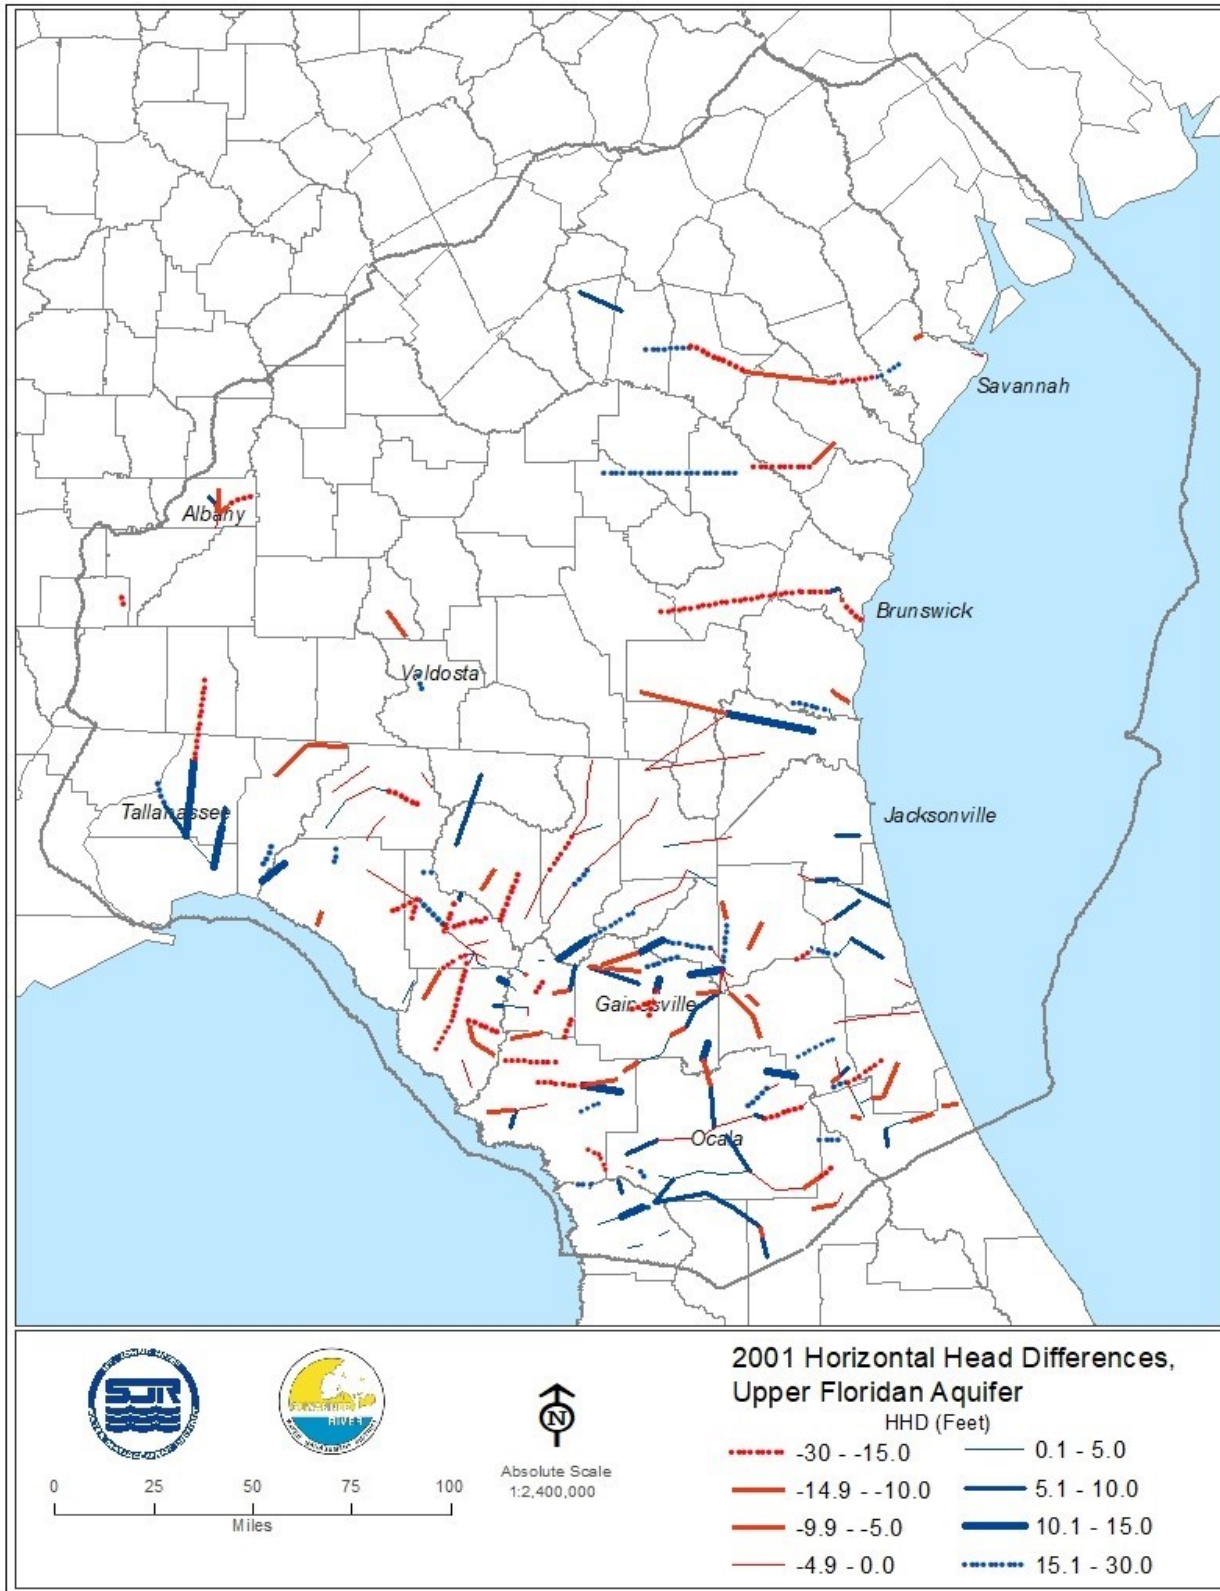 Savannah
Albany
Brunswick
Valdosta
Tallahassee
Jacksonville
Gainesville
Ocala
SJR
RIVER
0 25 50 75 100
Miles
N
Absolute Scale
1:2,400,000
2001 Horizontal Head Differences,
Upper Floridan Aquifer
HHD (Feet)
-30 - -15.0
-14.9 - -10.0
-9.9 - -5.0
-4.9 - 0.0
0.1 - 5.0
5.1 - 10.0
10.1 - 15.0
15.1 - 30.0